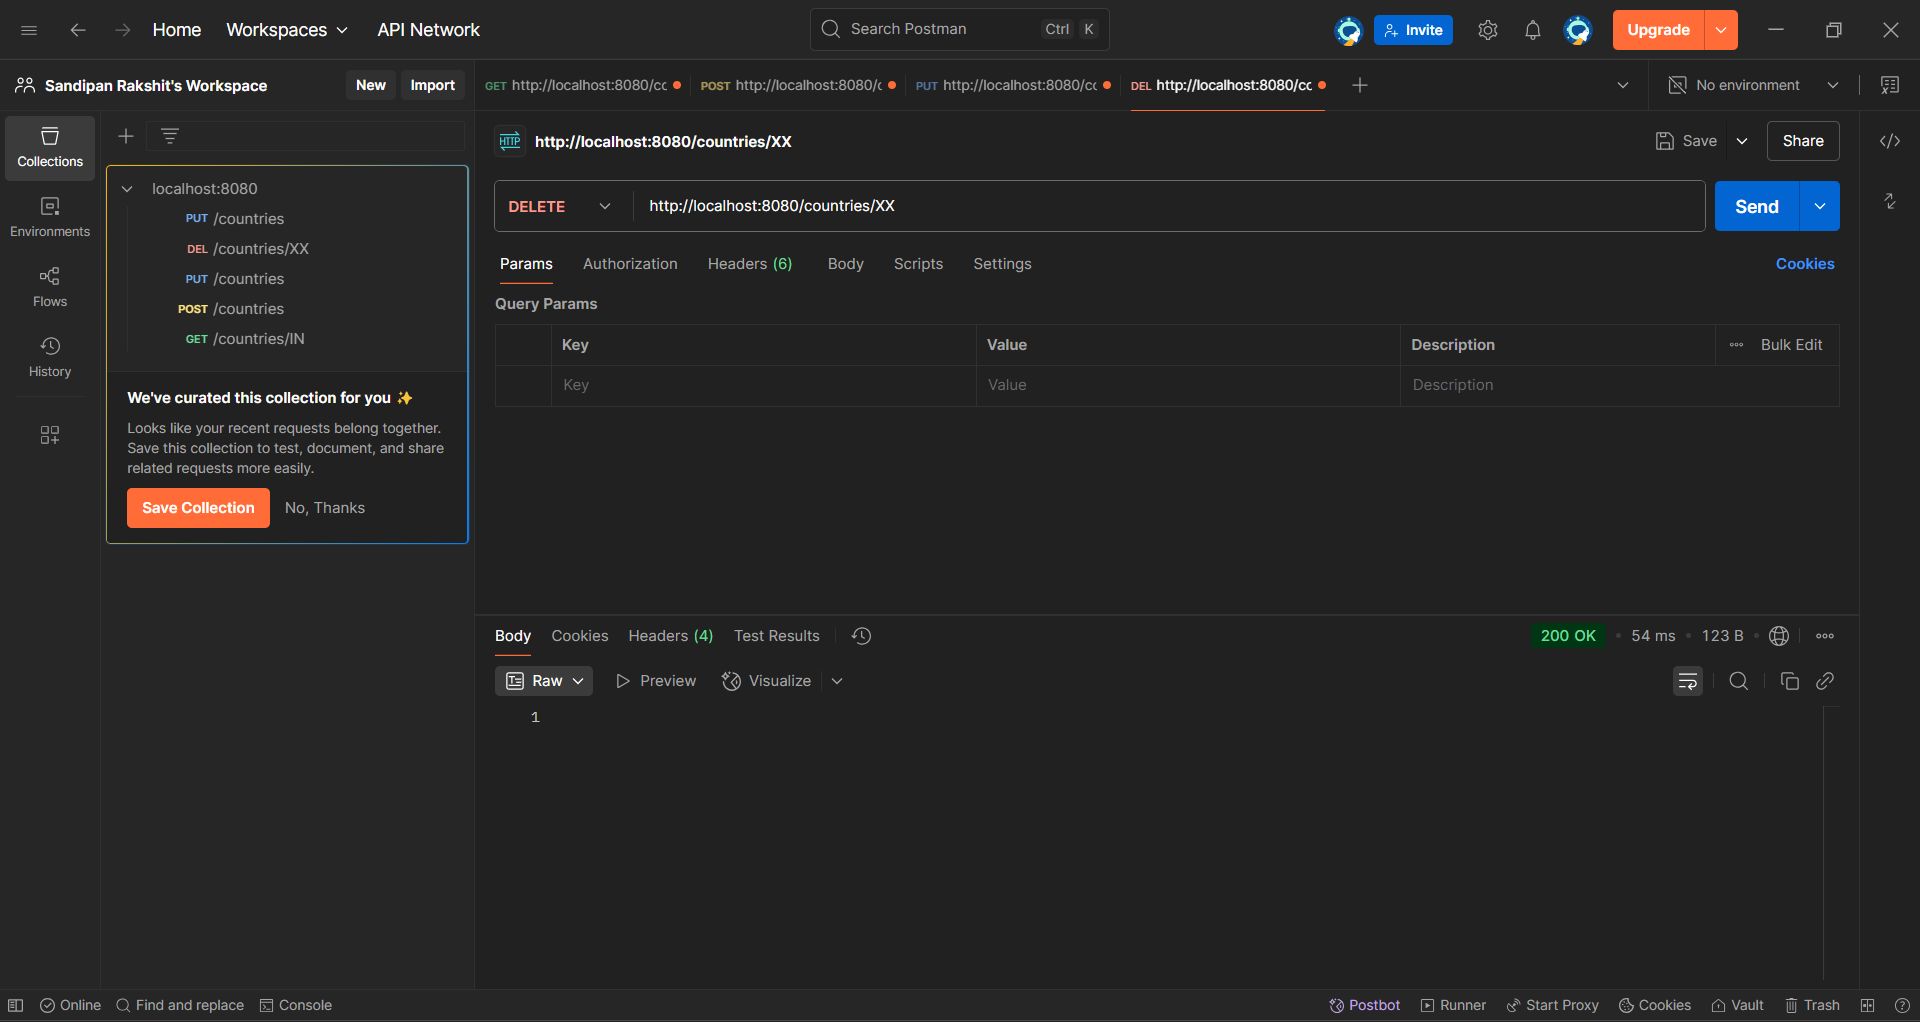 Home Workspaces API Network Search Postman Ctrl K Invite Upgrade
Sandipan Rakshit's Workspace New Import
GET http://localhost:8080/cc POST http://localhost:8080/c PUT http://localhost:8080/cc DEL http://localhost:8080/cc No environment
Collections
Environments
Flows
History
localhost:8080
PUT /countries
DEL /countries/XX
PUT /countries
POST /countries
GET /countries/IN
We've curated this collection for you ✨
Looks like your recent requests belong together.
Save this collection to test, document, and share
related requests more easily.
Save Collection No, Thanks
HTTP http://localhost:8080/countries/XX Save Share
DELETE http://localhost:8080/countries/XX Send
Params Authorization Headers (6) Body Scripts Settings Cookies
Query Params
Key Value Description Bulk Edit
Key Value Description
Body Cookies Headers (4) Test Results 200 OK • 54 ms • 123 B
Raw Preview Visualize
1
Online Find and replace Console Postbot Runner Start Proxy Cookies Vault Trash